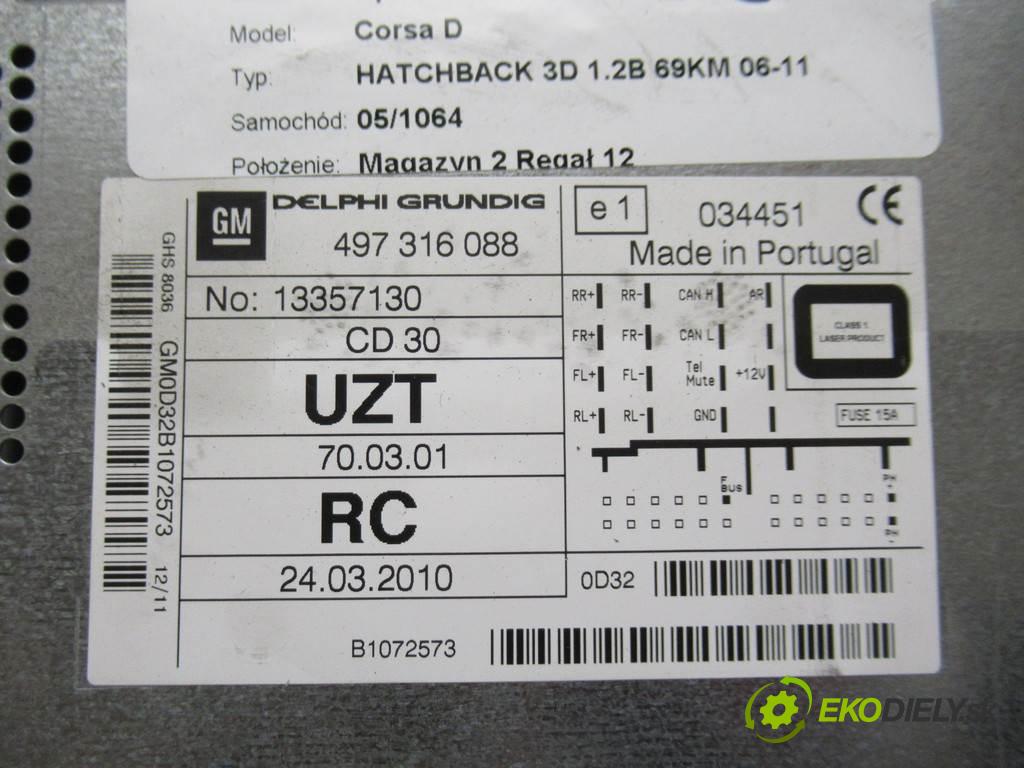 Model: Corsa D
Typ: HATCHBACK 3D 1.2B 69KM 06-11
Samochód: 05/1064
Położenie: Magazyn 2 Regał 12
GM
DELPHI GRUNDIG
497 316 088
No: 13357130
CD 30
UZT
70.03.01
RC
24.03.2010
GHS 8036
GM0D32B1072573
12/11
e 1
034451
CE
Made in Portugal
RR+ RR- CAN H AR
FR+ FR- CAN L
FL+ FL- Tel Mute +12V
RL+ RL- GND
CLASS 1
LASER PRODUCT
FUSE 15A
F BUS
PH +
PH -
0D32
B1072573
EKODIELY